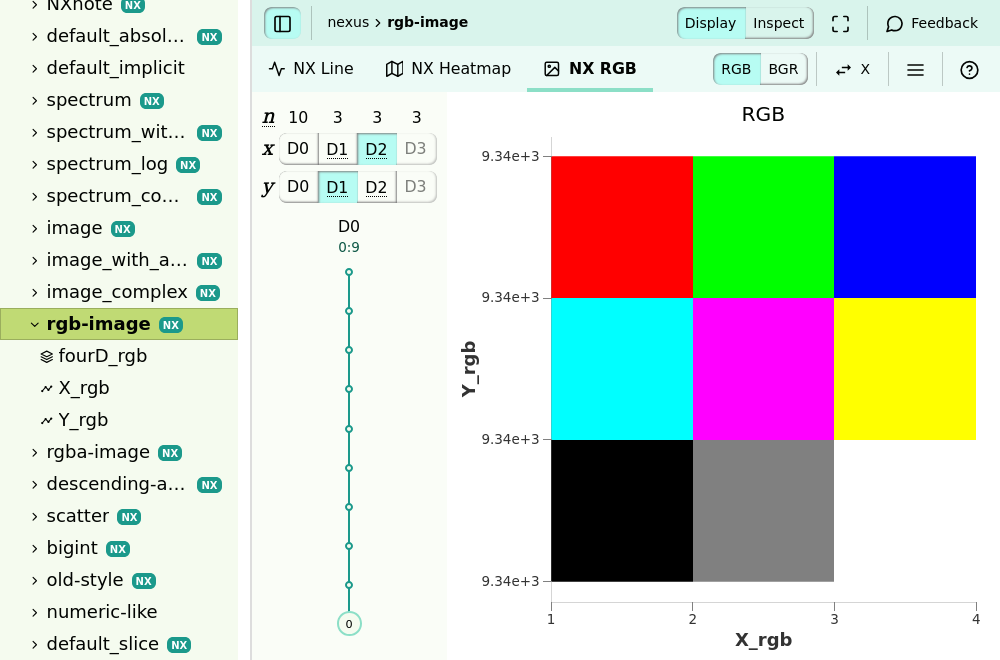 NXnote NX
default_absol... NX
default_implicit
spectrum NX
spectrum_wit... NX
spectrum_log NX
spectrum_co... NX
image NX
image_with_a... NX
image_complex NX
rgb-image NX
fourD_rgb
X_rgb
Y_rgb
rgba-image NX
descending-a... NX
scatter NX
bigint NX
old-style NX
numeric-like
default_slice NX
nexus › rgb-image
Display Inspect
Feedback
NX Line NX Heatmap NX RGB
RGB BGR
X
n 10 3 3 3
x D0 D1 D2 D3
y D0 D1 D2 D3
D0
0:9
0
RGB
9.34e+3
9.34e+3
9.34e+3
9.34e+3
Y_rgb
1 2 3 4
X_rgb